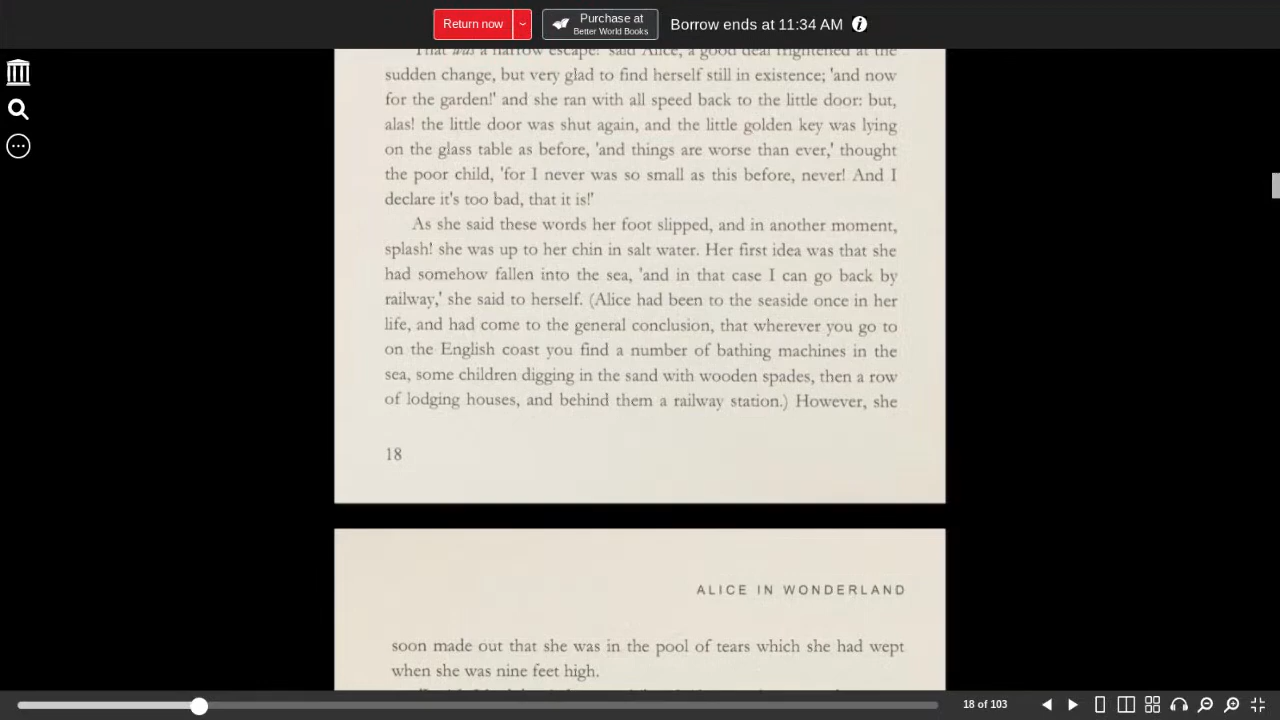 Return now
Purchase at
Better World Books
Borrow ends at 11:34 AM
'That was a narrow escape!' said Alice, a good deal frightened at the
sudden change, but very glad to find herself still in existence; 'and now
for the garden!' and she ran with all speed back to the little door: but,
alas! the little door was shut again, and the little golden key was lying
on the glass table as before, 'and things are worse than ever,' thought
the poor child, 'for I never was so small as this before, never! And I
declare it's too bad, that it is!'
As she said these words her foot slipped, and in another moment,
splash! she was up to her chin in salt water. Her first idea was that she
had somehow fallen into the sea, 'and in that case I can go back by
railway,' she said to herself. (Alice had been to the seaside once in her
life, and had come to the general conclusion, that wherever you go to
on the English coast you find a number of bathing machines in the
sea, some children digging in the sand with wooden spades, then a row
of lodging houses, and behind them a railway station.) However, she
18
ALICE IN WONDERLAND
soon made out that she was in the pool of tears which she had wept
when she was nine feet high.
18 of 103